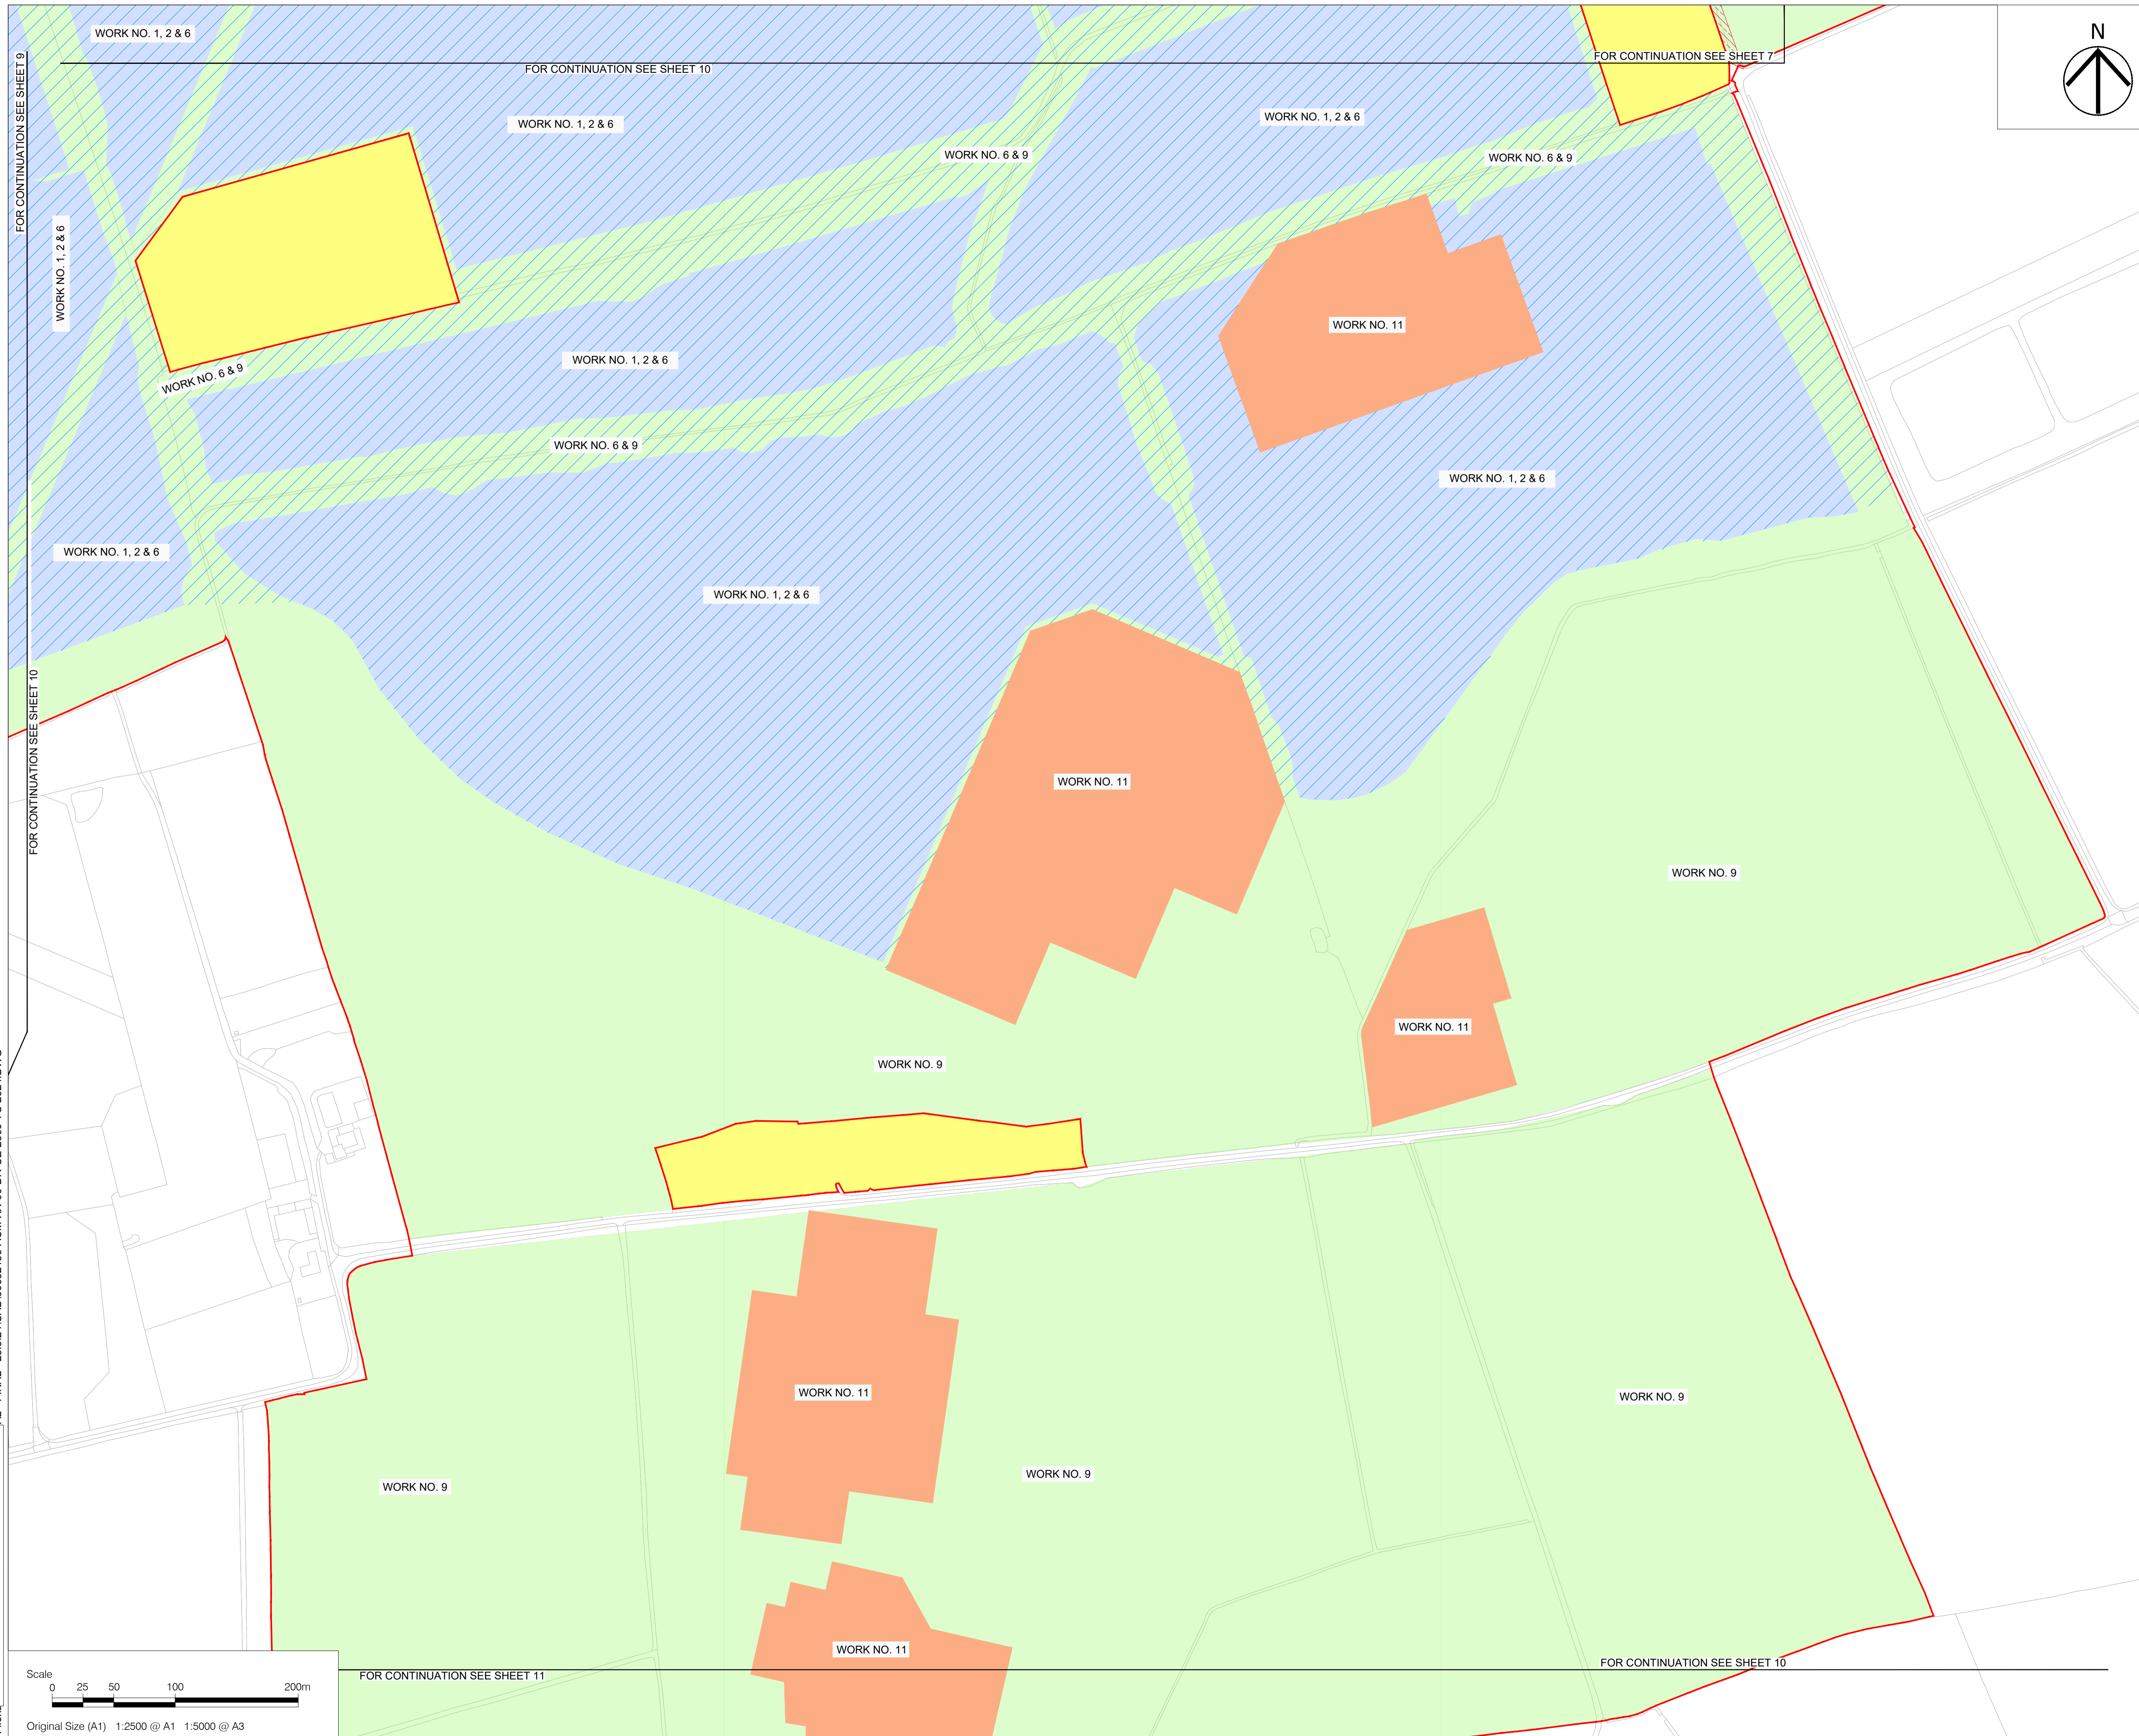 WORK NO. 1, 2 & 6
N
FOR CONTINUATION SEE SHEET 9
FOR CONTINUATION SEE SHEET 10
FOR CONTINUATION SEE SHEET 7
WORK NO. 1, 2 & 6
WORK NO. 1, 2 & 6
WORK NO. 6 & 9
WORK NO. 6 & 9
WORK NO. 1, 2 & 6
WORK NO. 11
WORK NO. 1, 2 & 6
WORK NO. 6 & 9
WORK NO. 6 & 9
WORK NO. 1, 2 & 6
WORK NO. 1, 2 & 6
WORK NO. 1, 2 & 6
FOR CONTINUATION SEE SHEET 10
WORK NO. 11
WORK NO. 9
WORK NO. 11
WORK NO. 9
WORK NO. 11
WORK NO. 9
WORK NO. 9
WORK NO. 9
WORK NO. 11
FOR CONTINUATION SEE SHEET 11
FOR CONTINUATION SEE SHEET 10
Scale
0 25 50 100 200m
Original Size (A1) 1:2500 @ A1 1:5000 @ A3